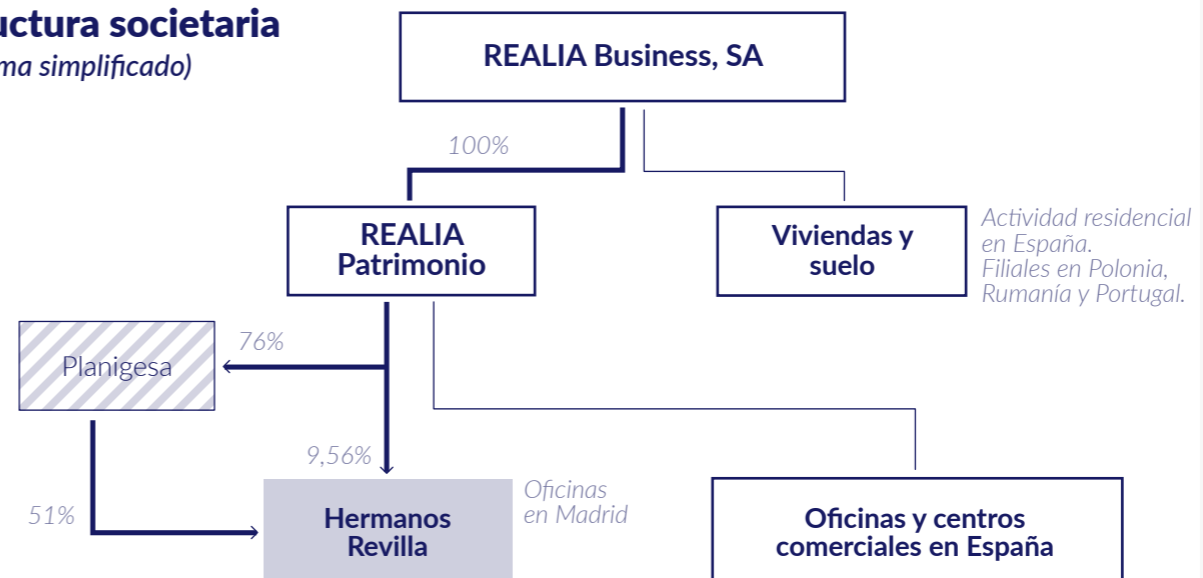 uctura societaria
ma simplificado)
REALIA Business, SA
100%
REALIA
Patrimonio
Viviendas y
suelo
Actividad residencial
en España.
Filiales en Polonia,
Rumanía y Portugal.
76%
Planigesa
9,56%
51%
Hermanos
Revilla
Oficinas
en Madrid
Oficinas y centros
comerciales en España